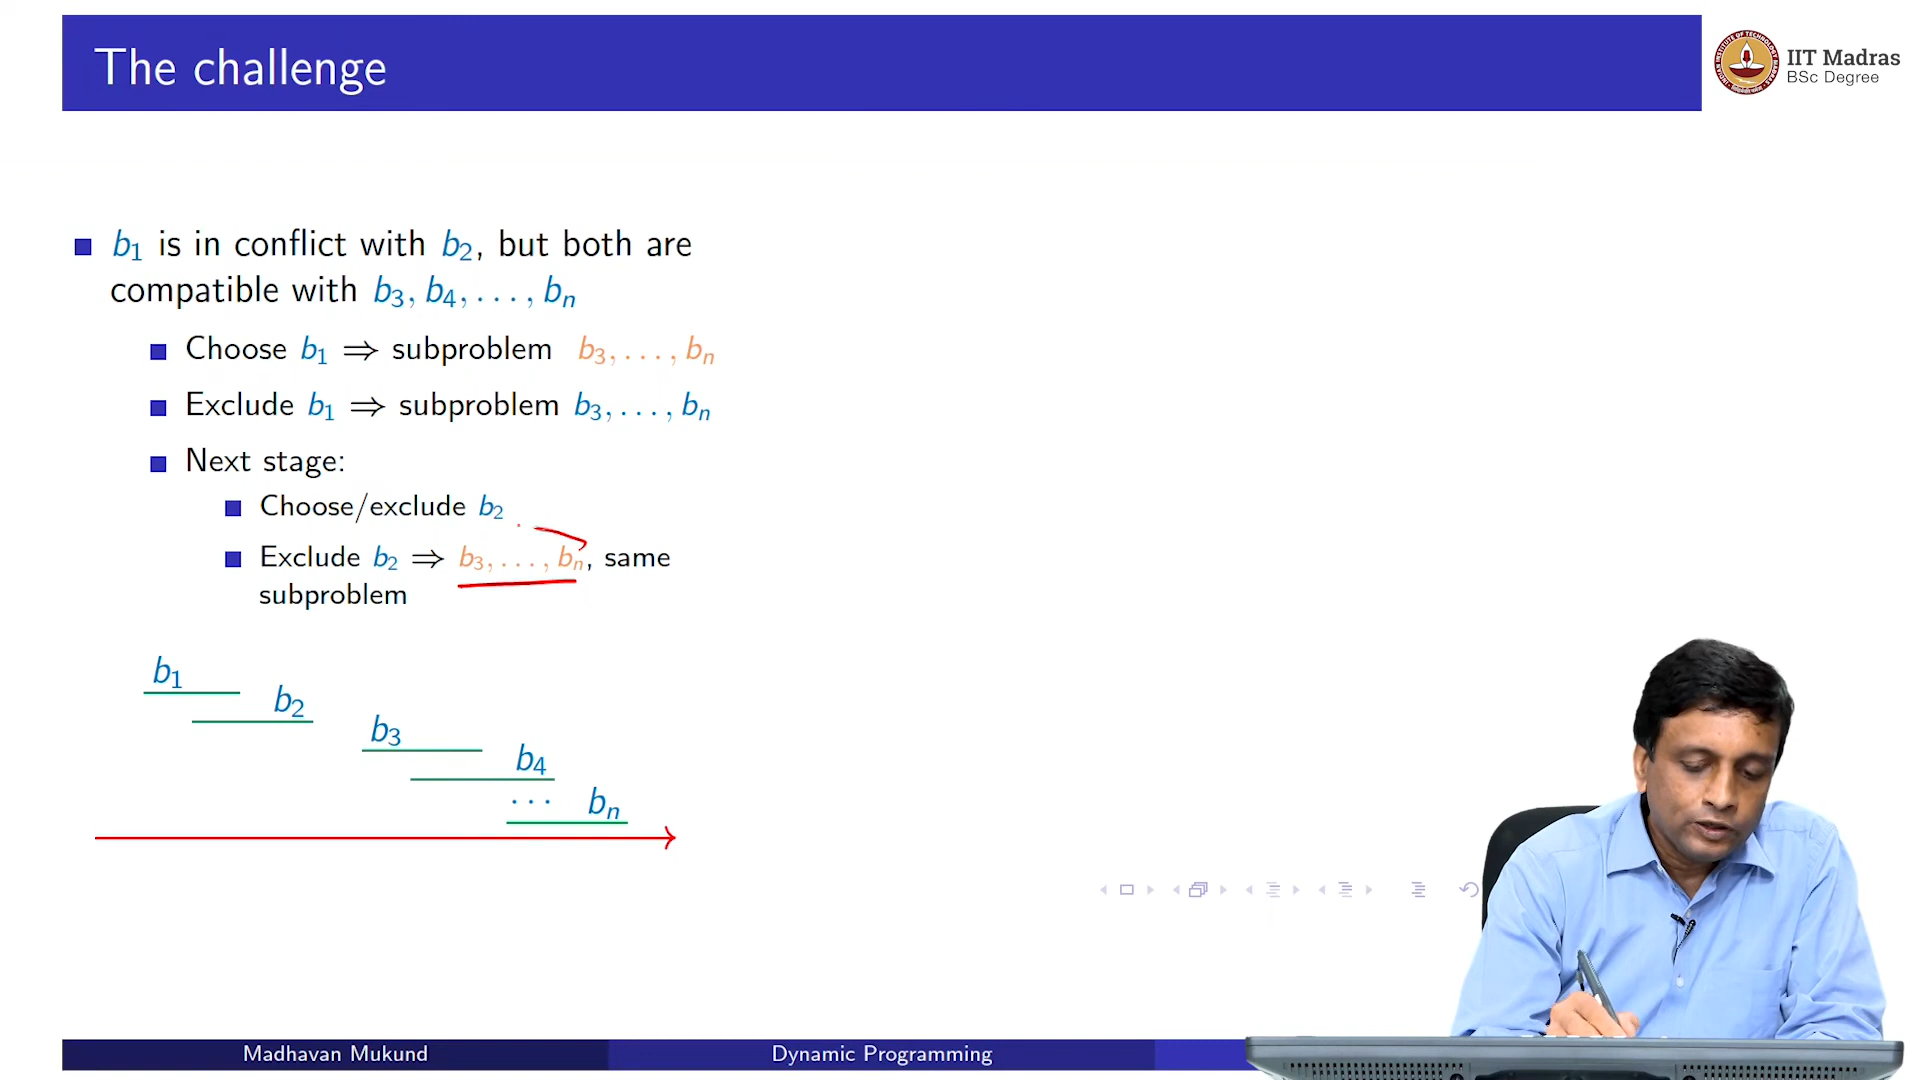 The challenge
IIT Madras
BSc Degree
■ b₁ is in conflict with b₂, but both are
compatible with b₃, b₄, . . . , bₙ
■ Choose b₁ ⇒ subproblem b₃, . . . , bₙ
■ Exclude b₁ ⇒ subproblem b₃, . . . , bₙ
■ Next stage:
■ Choose/exclude b₂
■ Exclude b₂ ⇒ b₃, . . . , bₙ, same
subproblem
b₁
b₂
b₃
b₄
· · · bₙ
Madhavan Mukund Dynamic Programming